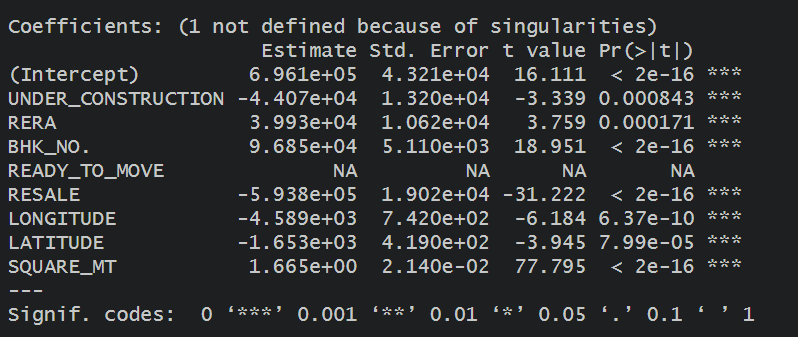 Coefficients: (1 not defined because of singularities)
                     Estimate Std. Error t value Pr(>|t|)
(Intercept)         6.961e+05  4.321e+04  16.111  < 2e-16 ***
UNDER_CONSTRUCTION -4.407e+04  1.320e+04  -3.339 0.000843 ***
RERA                3.993e+04  1.062e+04   3.759 0.000171 ***
BHK_NO.             9.685e+04  5.110e+03  18.951  < 2e-16 ***
READY_TO_MOVE              NA         NA      NA       NA
RESALE             -5.938e+05  1.902e+04 -31.222  < 2e-16 ***
LONGITUDE          -4.589e+03  7.420e+02  -6.184 6.37e-10 ***
LATITUDE           -1.653e+03  4.190e+02  -3.945 7.99e-05 ***
SQUARE_MT           1.665e+00  2.140e-02  77.795  < 2e-16 ***
---
Signif. codes:  0 ‘***’ 0.001 ‘**’ 0.01 ‘*’ 0.05 ‘.’ 0.1 ‘ ’ 1